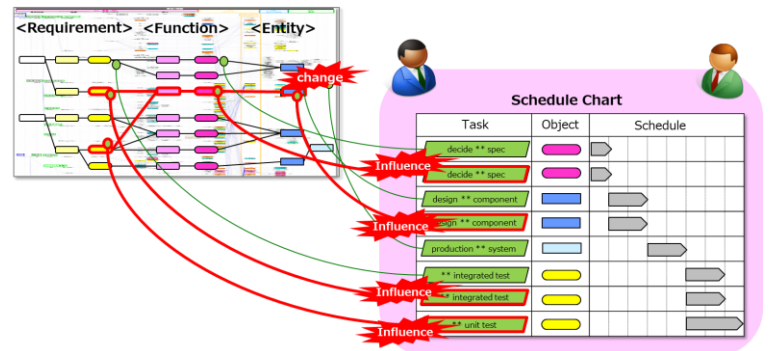 <Requirement> <Function> <Entity>
change
Schedule Chart
Task Object Schedule
decide ** spec
Influence
decide ** spec
design ** component
Influence
design ** component
production ** system
** integrated test
Influence
** integrated test
Influence
** unit test